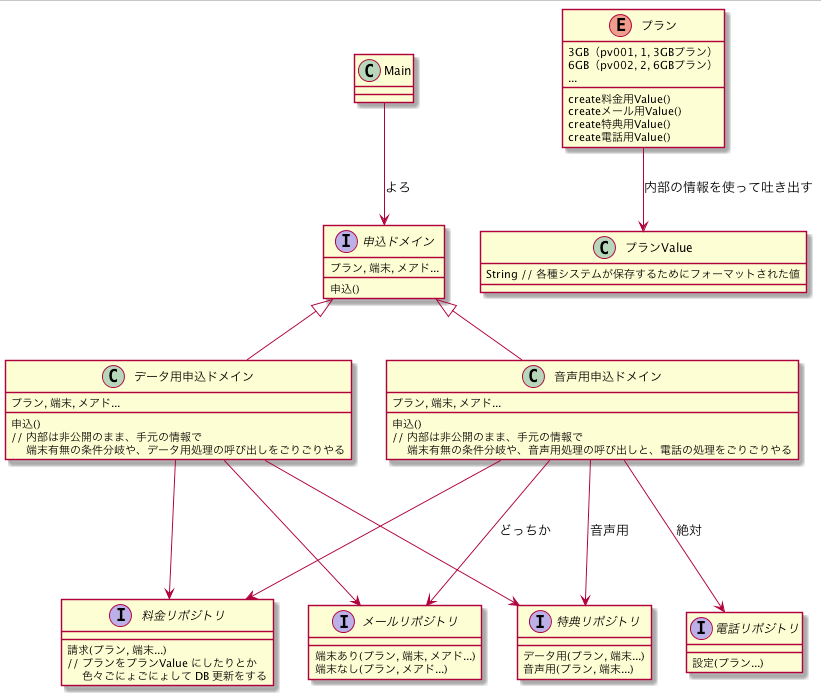 E プラン
3GB（pv001, 1, 3GBプラン）
6GB（pv002, 2, 6GBプラン）
...
create料金用Value()
createメール用Value()
create特典用Value()
create電話用Value()
C Main
よろ
内部の情報を使って吐き出す
I 申込ドメイン
プラン, 端末, メアド...
申込()
C プランValue
String // 各種システムが保存するためにフォーマットされた値
C データ用申込ドメイン
プラン, 端末, メアド...
申込()
// 内部は非公開のまま、手元の情報で
端末有無の条件分岐や、データ用処理の呼び出しをごりごりやる
C 音声用申込ドメイン
プラン, 端末, メアド...
申込()
// 内部は非公開のまま、手元の情報で
端末有無の条件分岐や、音声用処理の呼び出しと、電話の処理をごりごりやる
どっちか
音声用
絶対
I 料金リポジトリ
請求(プラン, 端末...)
// プランをプランValue にしたりとか
色々ごにょごにょして DB 更新をする
I メールリポジトリ
端末あり(プラン, 端末, メアド...)
端末なし(プラン, メアド...)
I 特典リポジトリ
データ用(プラン, 端末...)
音声用(プラン, 端末...)
I 電話リポジトリ
設定(プラン...)